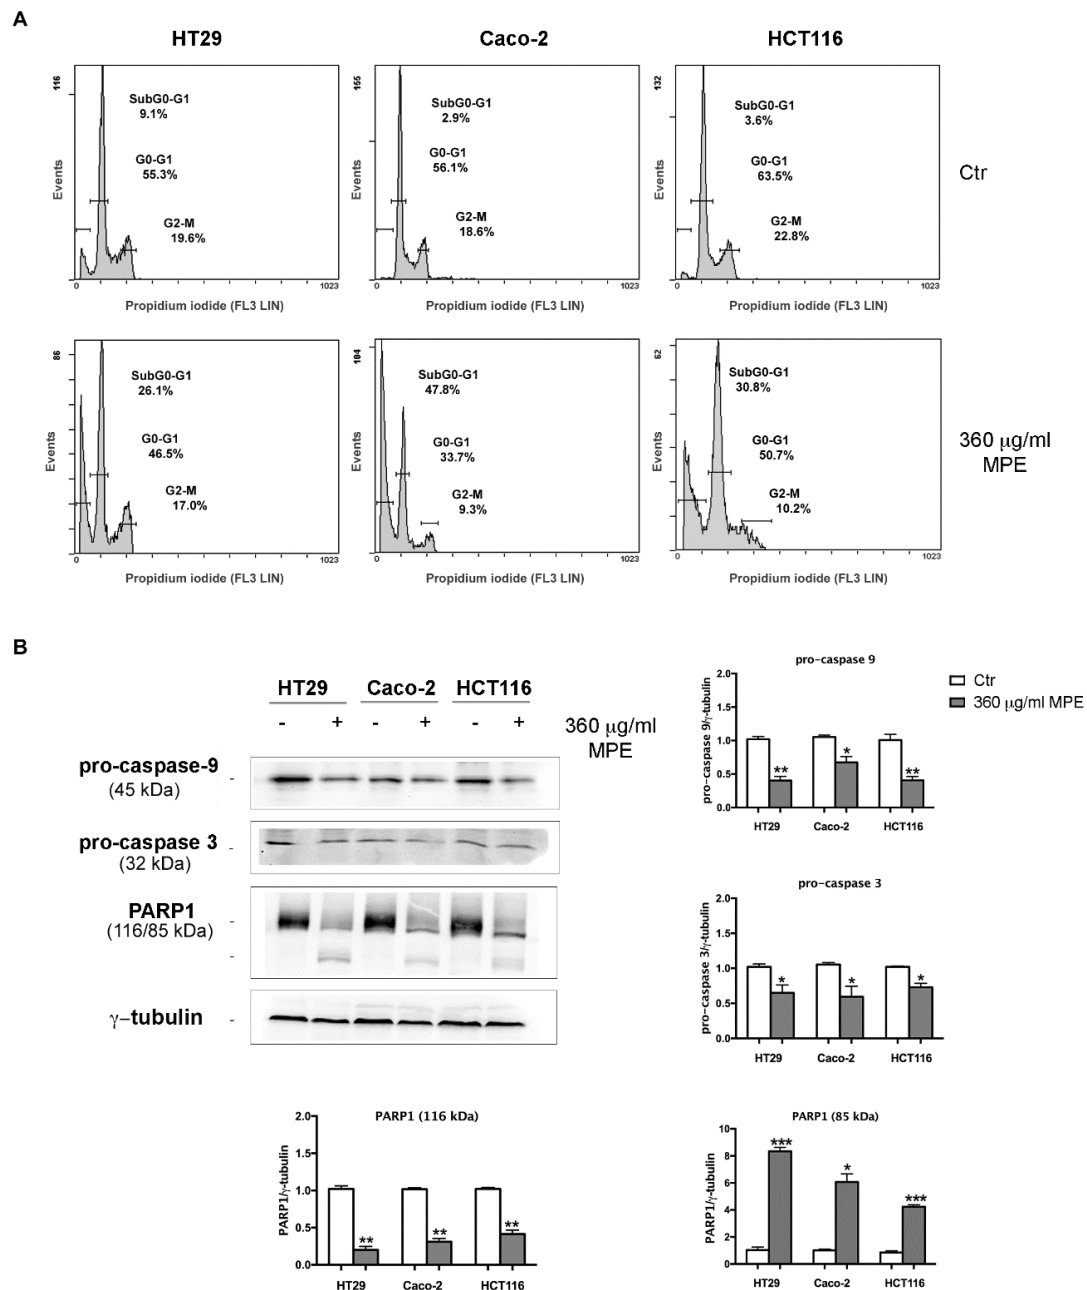 A
HT29
Caco-2
HCT116
116
SubG0-G1
9.1%
G0-G1
55.3%
G2-M
19.6%
Events
0
1023
Propidium iodide (FL3 LIN)
155
SubG0-G1
2.9%
G0-G1
56.1%
G2-M
18.6%
Events
0
1023
Propidium iodide (FL3 LIN)
132
SubG0-G1
3.6%
G0-G1
63.5%
G2-M
22.8%
Events
0
1023
Propidium iodide (FL3 LIN)
Ctr
86
SubG0-G1
26.1%
G0-G1
46.5%
G2-M
17.0%
Events
0
1023
Propidium iodide (FL3 LIN)
104
SubG0-G1
47.8%
G0-G1
33.7%
G2-M
9.3%
Events
0
1023
Propidium iodide (FL3 LIN)
62
SubG0-G1
30.8%
G0-G1
50.7%
G2-M
10.2%
Events
0
1023
Propidium iodide (FL3 LIN)
360 μg/ml
MPE
B
HT29 Caco-2 HCT116
- + - + - +
360 μg/ml
MPE
pro-caspase-9 -
(45 kDa)
pro-caspase 3 -
(32 kDa)
PARP1 -
(116/85 kDa)
-
γ-tubulin -
pro-caspase 9
pro-caspase 9/γ-tubulin
2.0
1.5
1.0
0.5
0.0
**
*
**
HT29 Caco-2 HCT116
Ctr
360 μg/ml MPE
pro-caspase 3
pro-caspase 3/γ-tubulin
2.0
1.5
1.0
0.5
0.0
*
*
*
HT29 Caco-2 HCT116
PARP1 (116 kDa)
PARP1/γ-tubulin
2.0
1.5
1.0
0.5
0.0
**
**
**
HT29 Caco-2 HCT116
PARP1 (85 kDa)
PARP1/γ-tubulin
10
8
6
4
2
0
***
*
***
HT29 Caco-2 HCT116